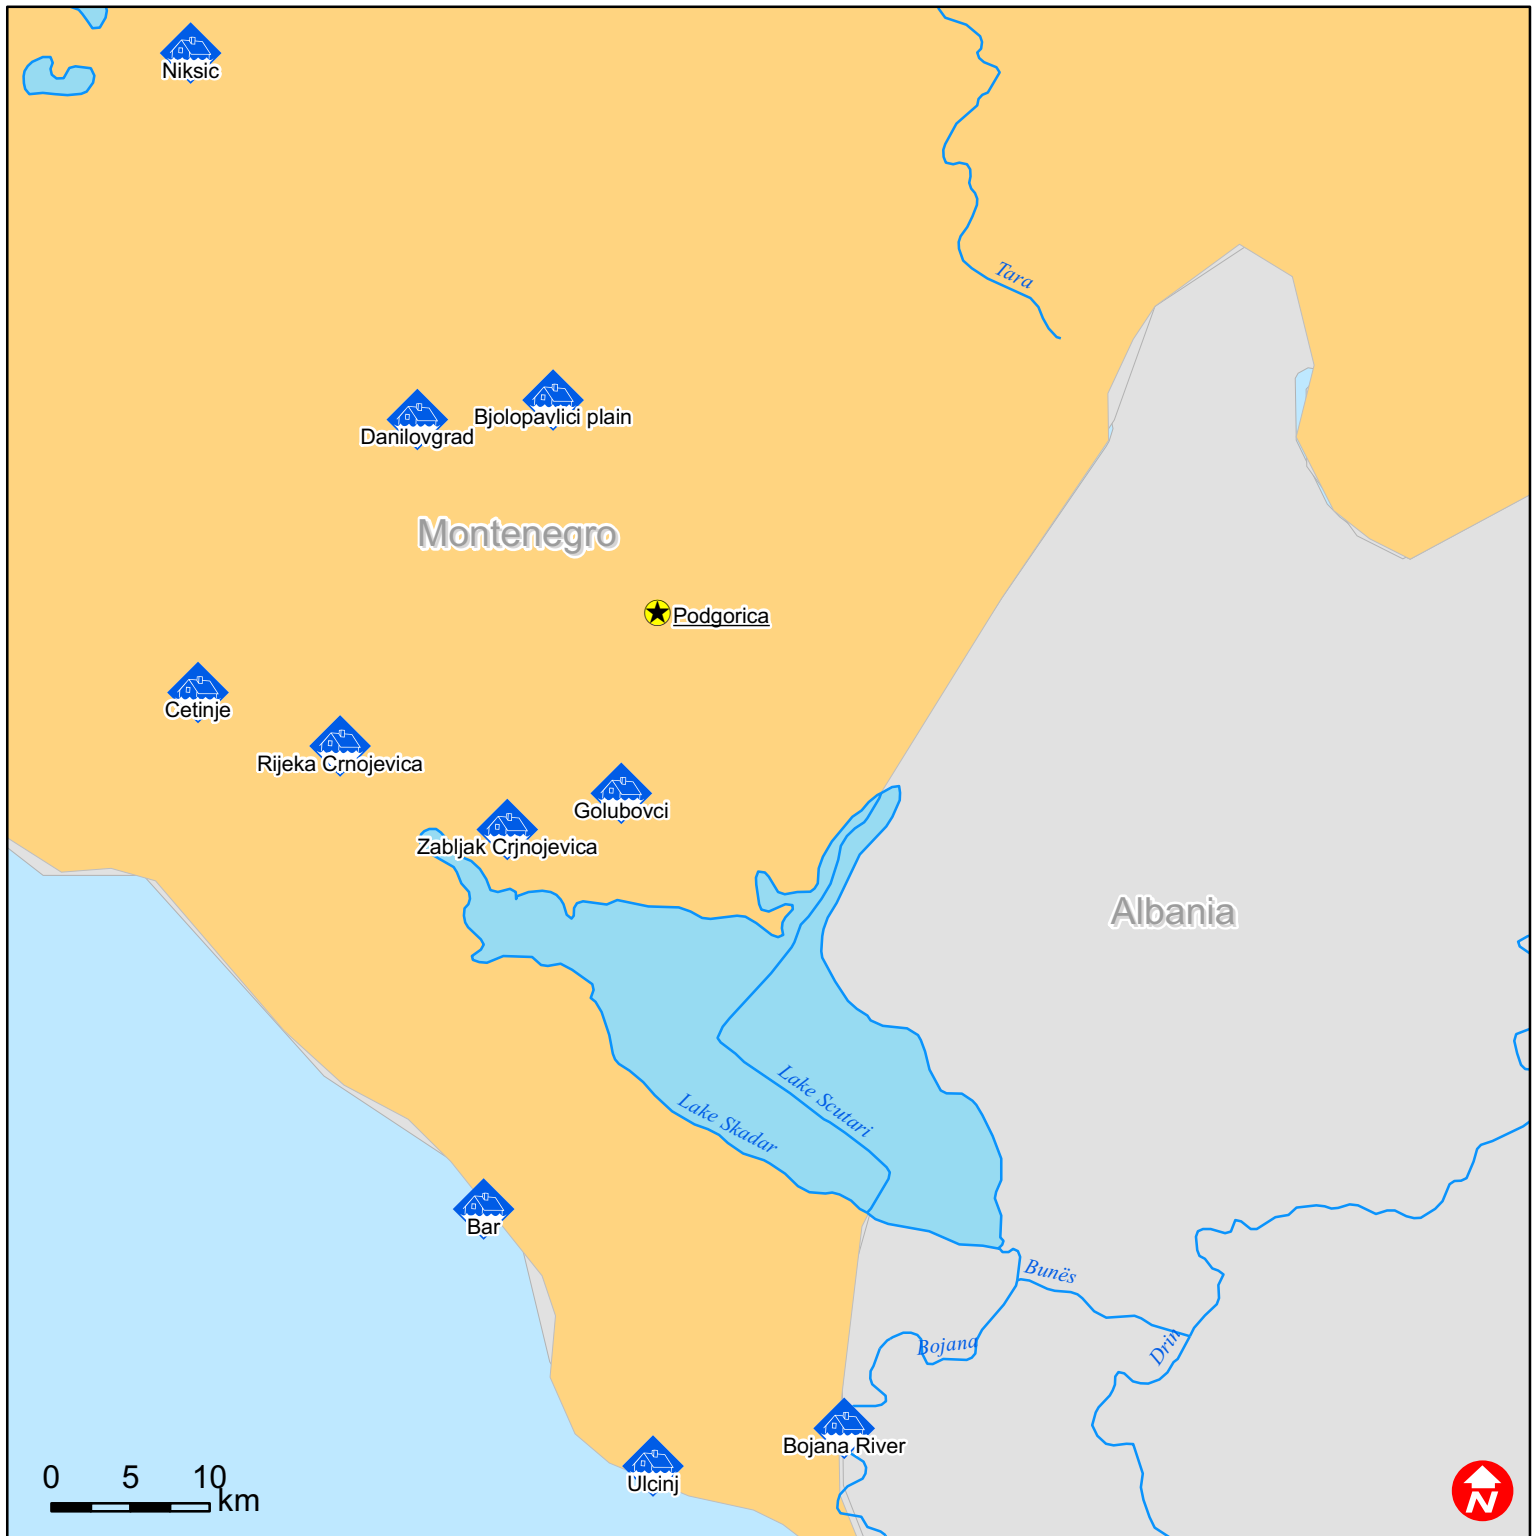 Niksic
Tara
Bjolopavlici plain
Danilovgrad
Montenegro
Podgorica
Cetinje
Rijeka Crnojevica
Golubovci
Zabljak Crjnojevica
Albania
Lake Scutari
Lake Skadar
Bar
Bunës
Bojana
Drin
Bojana River
Ulcinj
0 5 10
km
N